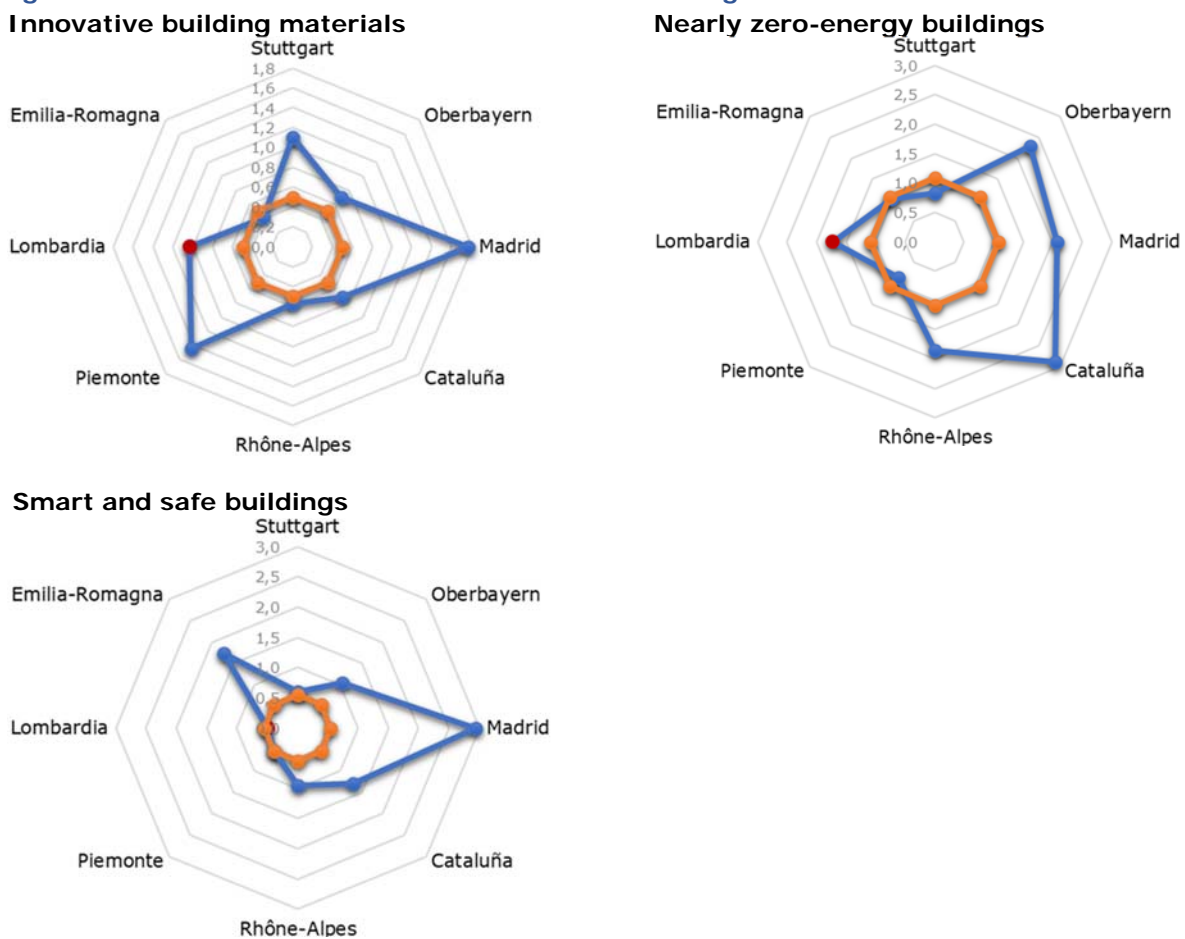 Innovative building materials
Stuttgart
1,8
1,6
1,4
1,2
1,0
0,8
0,6
0,2
0,0
Emilia-Romagna
Oberbayern
Lombardia
Madrid
Piemonte
Cataluña
Rhône-Alpes
Nearly zero-energy buildings
Stuttgart
3,0
2,5
2,0
1,5
1,0
0,5
0,0
Emilia-Romagna
Oberbayern
Lombardia
Madrid
Piemonte
Cataluña
Rhône-Alpes
Smart and safe buildings
Stuttgart
3,0
2,5
2,0
1,5
1,0
0,5
Emilia-Romagna
Oberbayern
Lombardia
Madrid
Piemonte
Cataluña
Rhône-Alpes